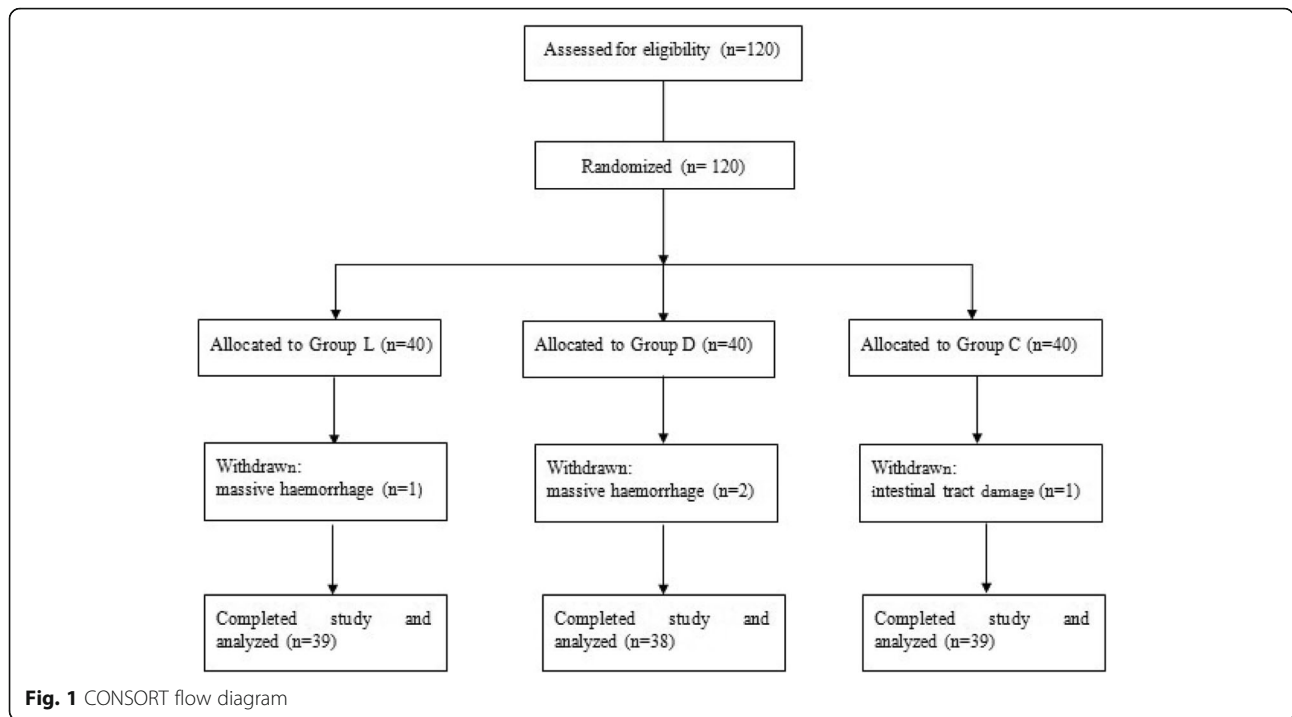 Assessed for eligibility (n=120)
Randomized (n= 120)
Allocated to Group L (n=40)
Allocated to Group D (n=40)
Allocated to Group C (n=40)
Withdrawn:
massive haemorrhage (n=1)
Withdrawn:
massive haemorrhage (n=2)
Withdrawn:
intestinal tract damage (n=1)
Completed study and
analyzed (n=39)
Completed study and
analyzed (n=38)
Completed study and
analyzed (n=39)
Fig. 1 CONSORT flow diagram